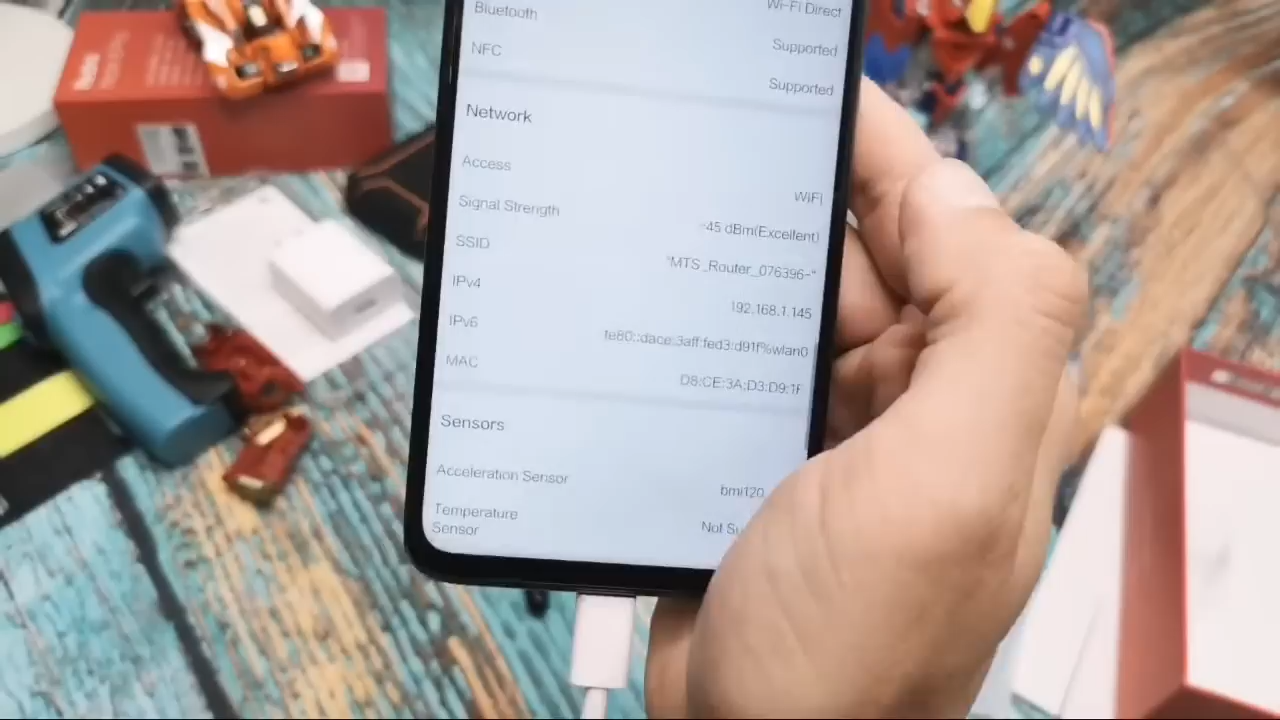 Bluetooth
Wi-Fi Direct
Supported
NFC
Supported
Network
Access
WiFi
Signal Strength
-45 dBm(Excellent)
SSID
"MTS_Router_076396~"
IPv4
192.168.1.145
IPv6
fe80::dace:3aff:fed3:d91f%wlan0
MAC
D8:CE:3A:D3:D9:1F
Sensors
Acceleration Sensor
bmi120
Temperature
Sensor
Not Su